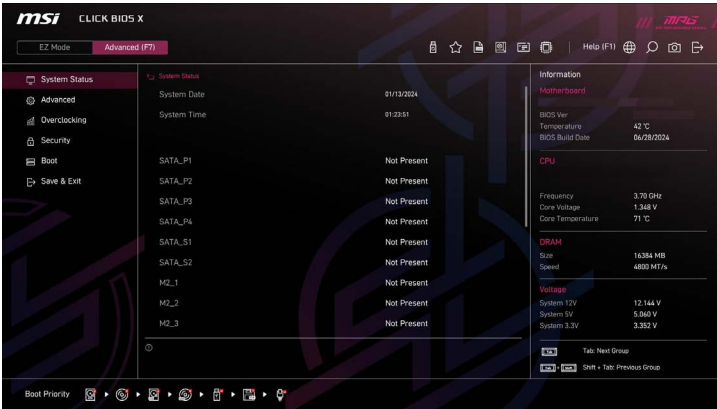 msi CLICK BIOS X
MPG
EZ Mode Advanced (F7) Help (F1)
System Status
Advanced
Overclocking
Security
Boot
Save & Exit
System Status
System Date 01/13/2024
System Time 01:23:51
SATA_P1 Not Present
SATA_P2 Not Present
SATA_P3 Not Present
SATA_P4 Not Present
SATA_S1 Not Present
SATA_S2 Not Present
M2_1 Not Present
M2_2 Not Present
M2_3 Not Present
Information
Motherboard
BIOS Ver
Temperature 42 °C
BIOS Build Date 06/28/2024
CPU
Frequency 3.70 GHz
Core Voltage 1.348 V
Core Temperature 71 °C
DRAM
Size 16384 MB
Speed 4800 MT/s
Voltage
System 12V 12.144 V
System 5V 5.060 V
System 3.3V 3.352 V
Tab Tab: Next Group
Tab + Shift Shift + Tab: Previous Group
Boot Priority